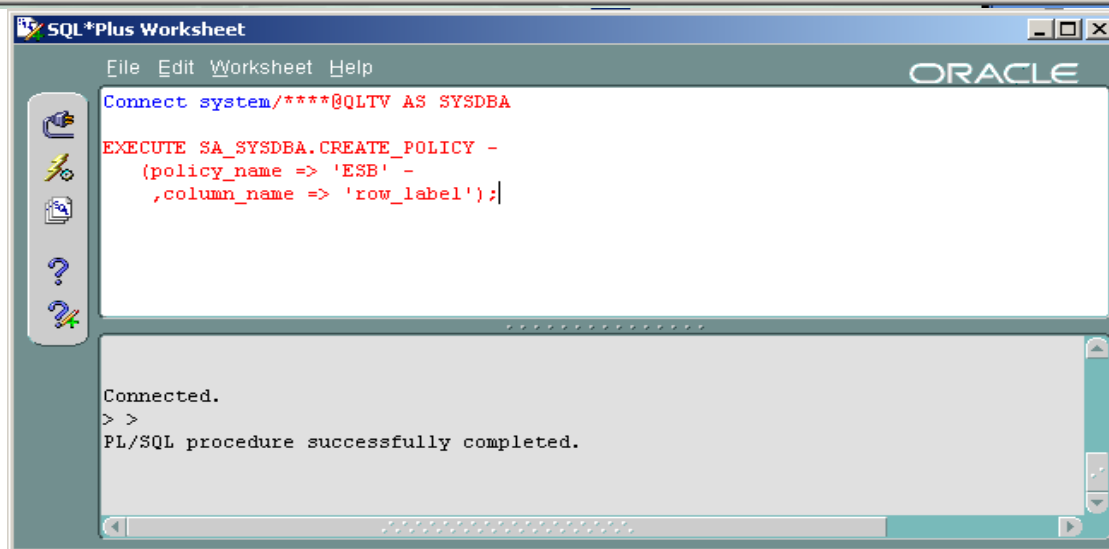 SQL*Plus Worksheet
File Edit Worksheet Help
ORACLE
Connect system/****@QLTV AS SYSDBA
EXECUTE SA_SYSDBA.CREATE_POLICY -
(policy_name => 'ESB' -
,column_name => 'row_label');
Connected.
> >
PL/SQL procedure successfully completed.